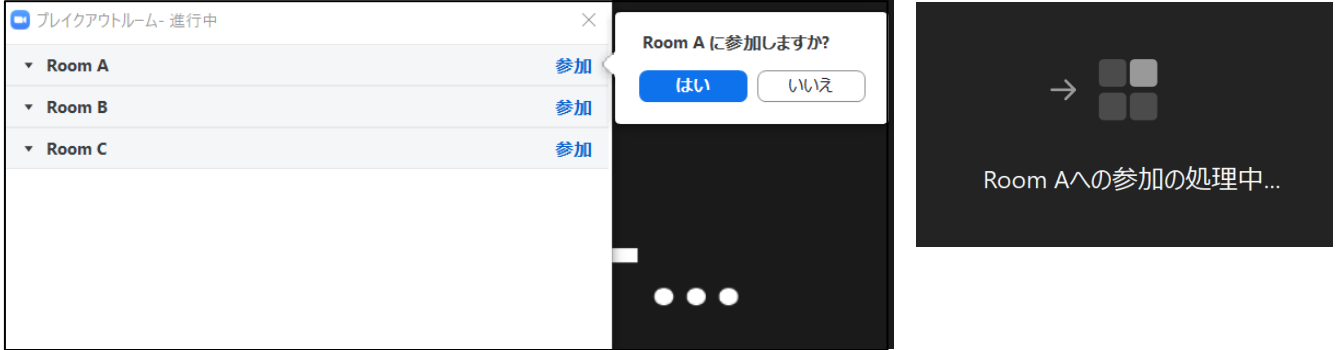 ブレイクアウトルーム- 進行中
Room A 参加
Room B 参加
Room C 参加
Room A に参加しますか?
はい いいえ
Room Aへの参加の処理中...